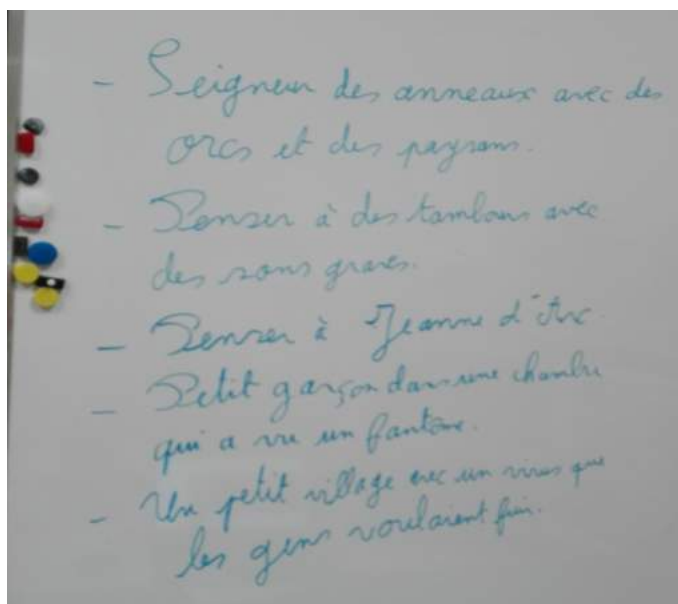 - Seigneur des anneaux avec des
orcs et des paysans.
- Penser à des tambours avec
des sons graves.
- Penser à Jeanne d'Arc.
- Petit garçon dans une chambre
qui a vu un fantôme.
- Un petit village avec un virus que
les gens voulaient fuir.